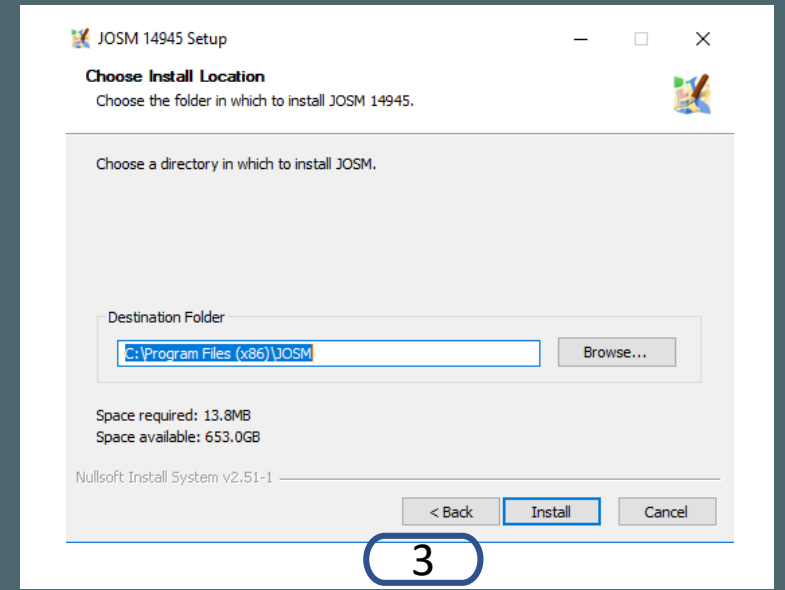 JOSM 14945 Setup
Choose Install Location
Choose the folder in which to install JOSM 14945.
Choose a directory in which to install JOSM.
Destination Folder
C:\Program Files (x86)\JOSM
Browse...
Space required: 13.8MB
Space available: 653.0GB
Nullsoft Install System v2.51-1
< Back Install Cancel
3